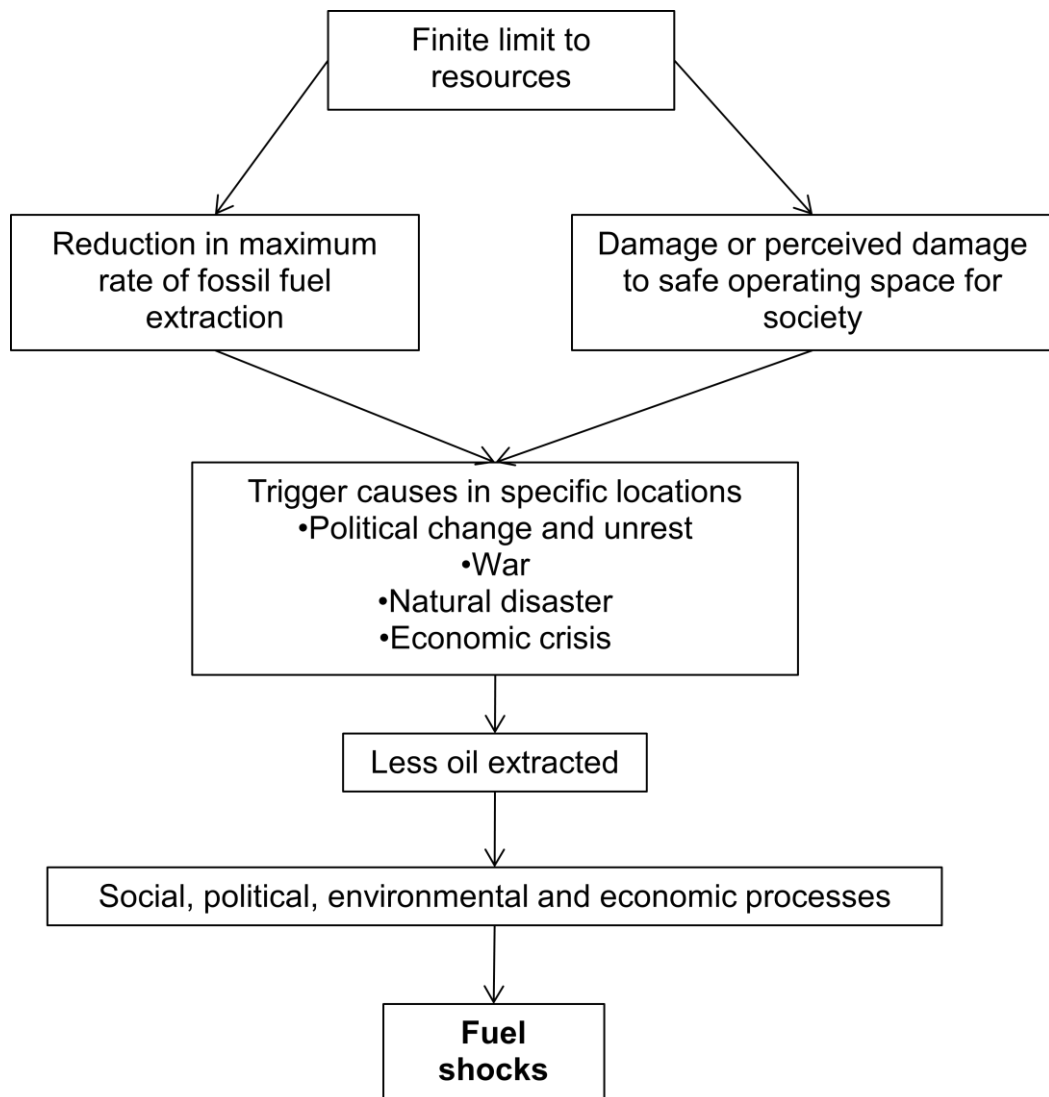 Finite limit to
resources
Reduction in maximum
rate of fossil fuel
extraction
Damage or perceived damage
to safe operating space for
society
Trigger causes in specific locations
•Political change and unrest
•War
•Natural disaster
•Economic crisis
Less oil extracted
Social, political, environmental and economic processes
Fuel
shocks